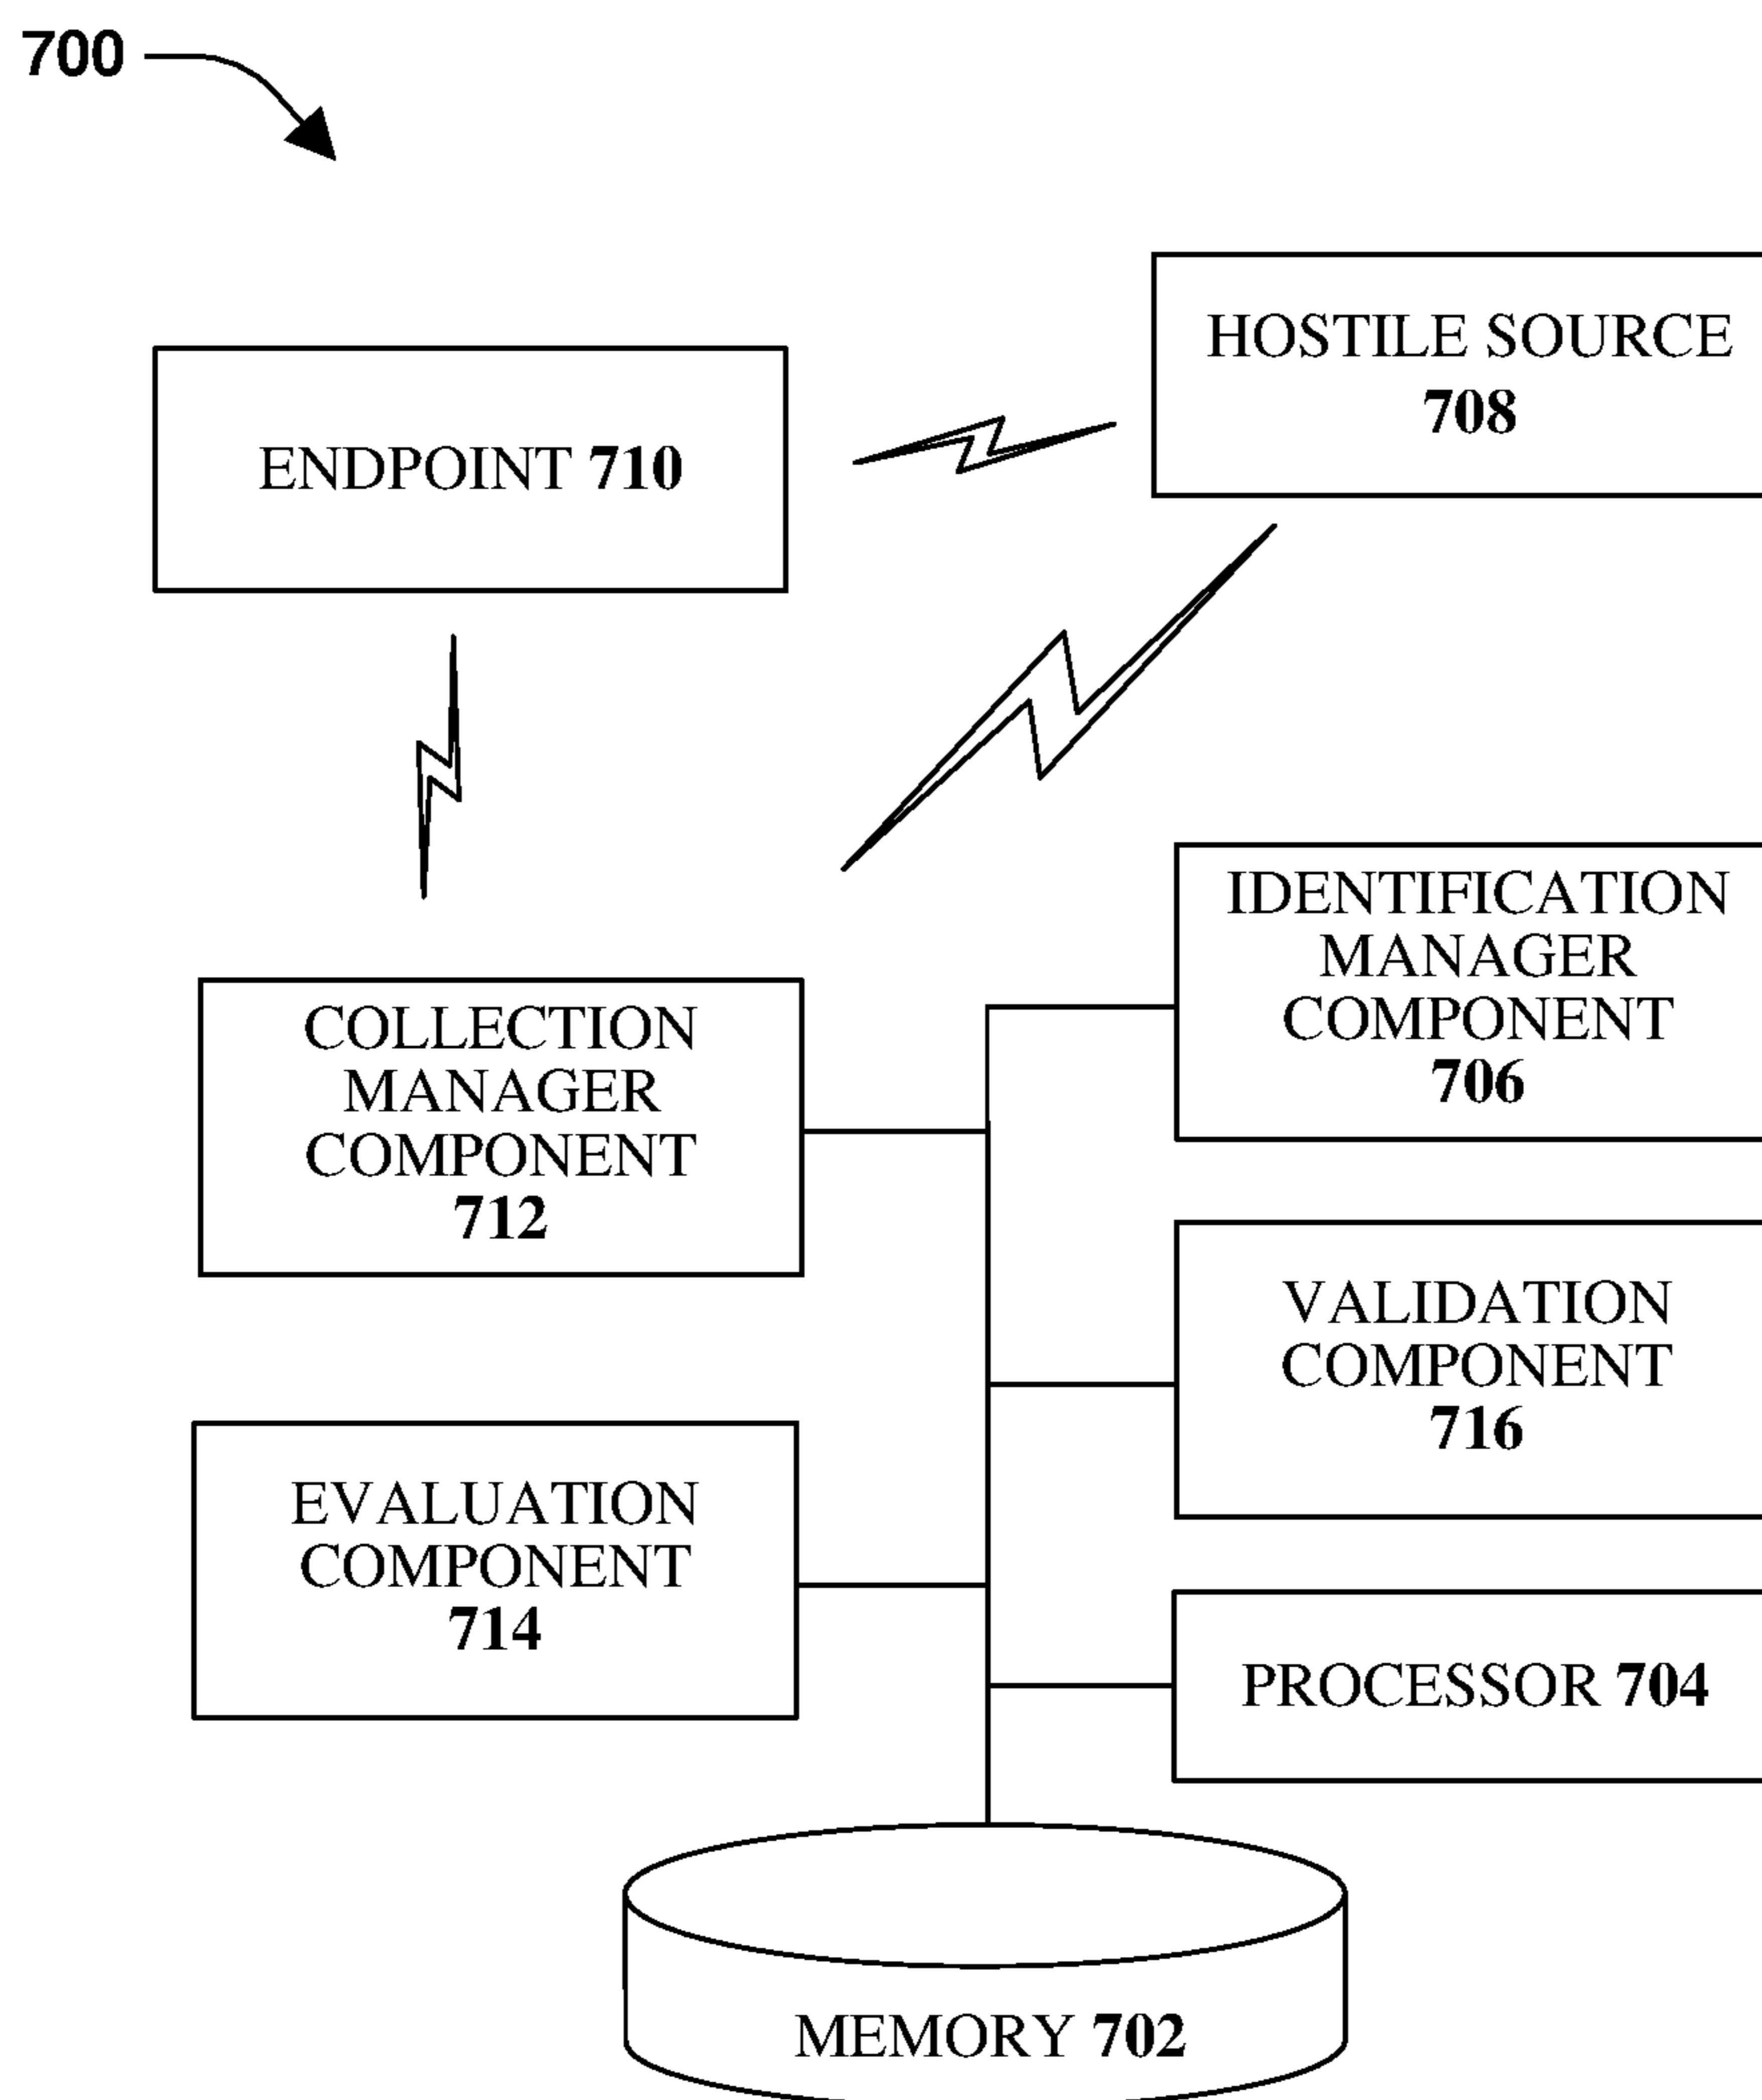 700
HOSTILE SOURCE
708
ENDPOINT 710
IDENTIFICATION
MANAGER
COMPONENT
706
COLLECTION
MANAGER
COMPONENT
712
VALIDATION
COMPONENT
716
EVALUATION
COMPONENT
714
PROCESSOR 704
MEMORY 702